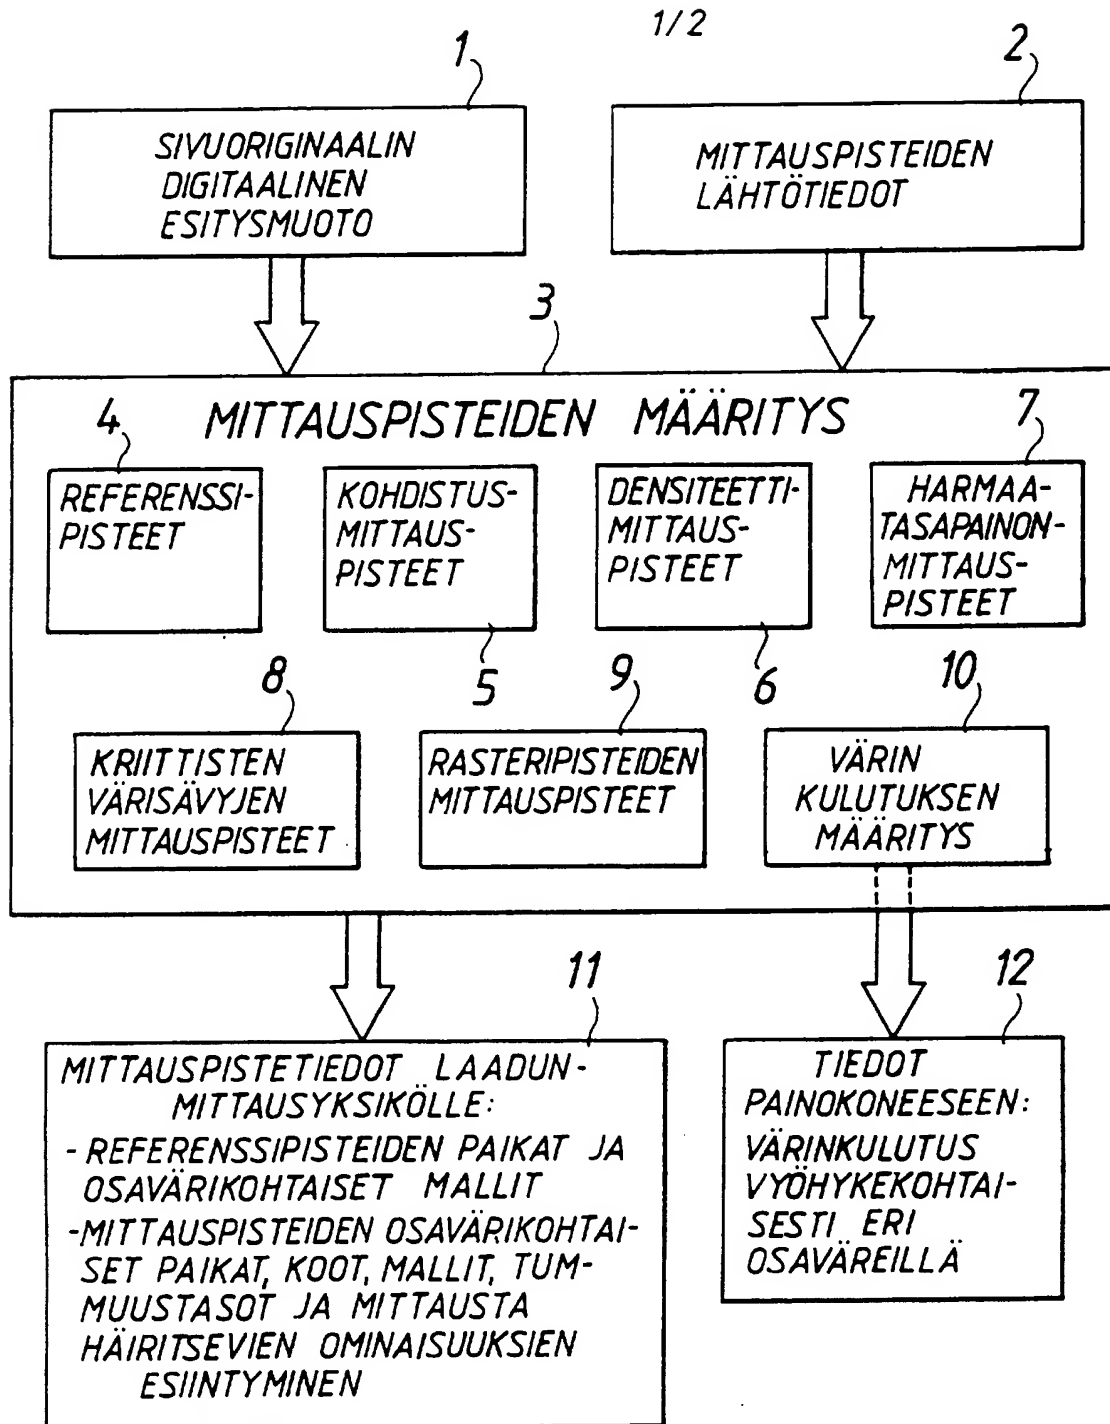 1/2
1
2
SIVUORIGINAALIN
DIGITAALINEN
ESITYSMUOTO
MITTAUSPISTEIDEN
LÄHTÖTIEDOT
3
MITTAUSPISTEIDEN MÄÄRITYS
4
REFERENSSI-
PISTEET
KOHDISTUS-
MITTAUS-
PISTEET
5
DENSITEETTI-
MITTAUS-
PISTEET
6
7
HARMAA-
TASAPAINON-
MITTAUS-
PISTEET
8
KRIITTISTEN
VÄRISÄVYJEN
MITTAUSPISTEET
9
RASTERIPISTEIDEN
MITTAUSPISTEET
10
VÄRIN
KULUTUKSEN
MÄÄRITYS
11
MITTAUSPISTETIEDOT LAADUN-
MITTAUSYKSIKÖLLE:
-REFERENSSIPISTEIDEN PAIKAT JA
OSAVÄRIKOHTAISET MALLIT
-MITTAUSPISTEIDEN OSAVÄRIKOHTAI-
SET PAIKAT, KOOT, MALLIT, TUM-
MUUSTASOT JA MITTAUSTA
HÄIRITSEVIEN OMINAISUUKSIEN
ESIINTYMINEN
12
TIEDOT
PAINOKONEESEEN:
VÄRINKULUTUS
VYÖHYKEKOHTAI-
SESTI ERI
OSAVÄREILLÄ